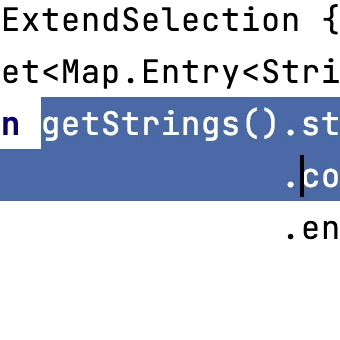 ExtendSelection {
et<Map.Entry<Stri
n getStrings().st
.co
.en